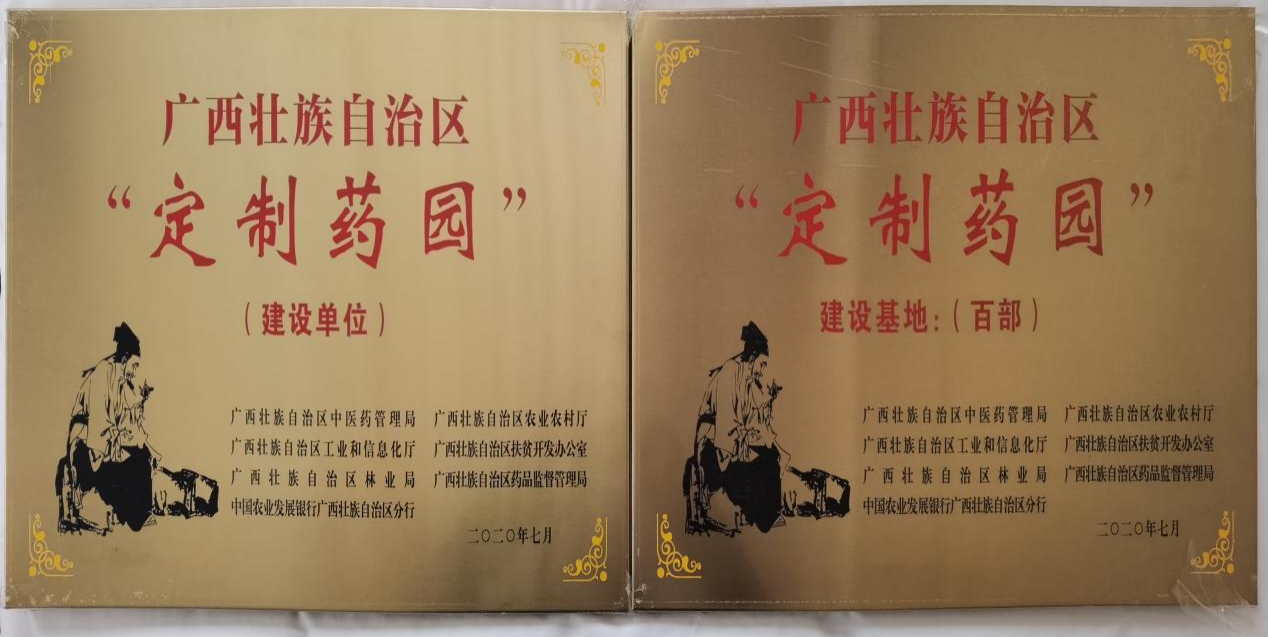 广西壮族自治区
“定制药园”
（建设单位）
广西壮族自治区中医药管理局 广西壮族自治区农业农村厅
广西壮族自治区工业和信息化厅 广西壮族自治区扶贫开发办公室
广西壮族自治区林业局 广西壮族自治区药品监督管理局
中国农业发展银行广西壮族自治区分行
二〇二〇年七月
广西壮族自治区
“定制药园”
建设基地：（百部）
广西壮族自治区中医药管理局 广西壮族自治区农业农村厅
广西壮族自治区工业和信息化厅 广西壮族自治区扶贫开发办公室
广西壮族自治区林业局 广西壮族自治区药品监督管理局
中国农业发展银行广西壮族自治区分行
二〇二〇年七月